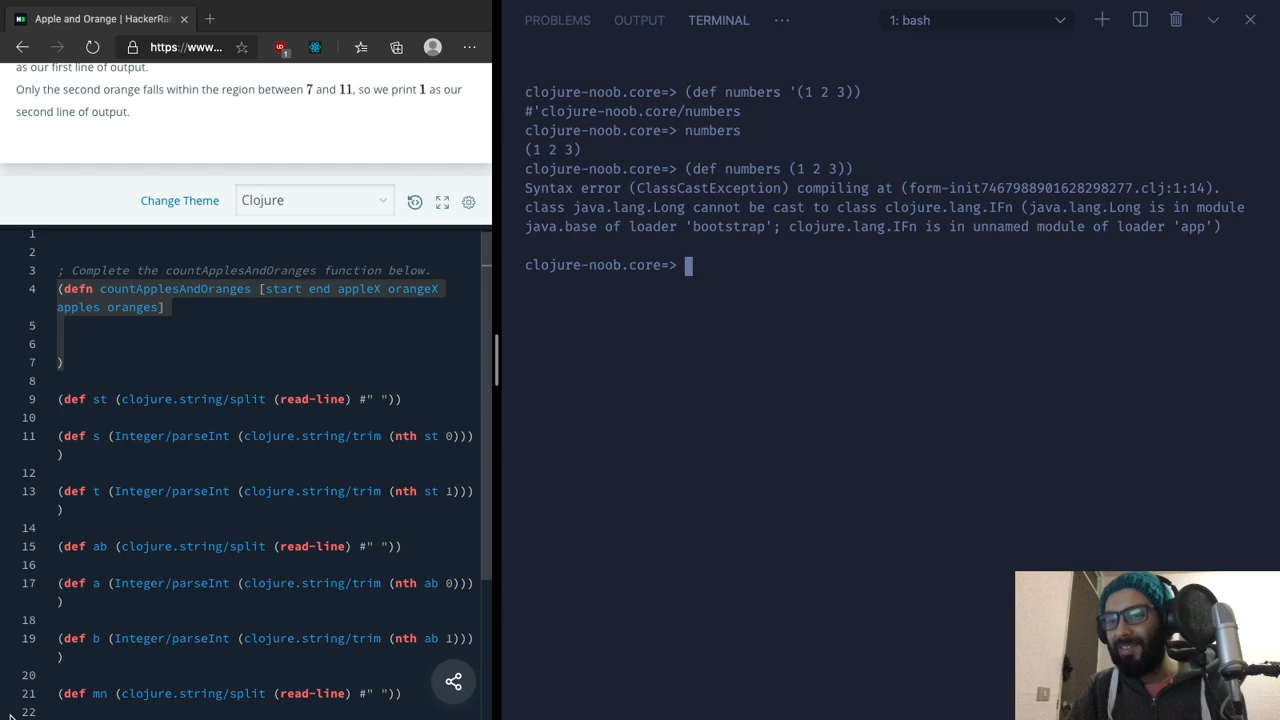 Apple and Orange | HackerRan
https://www...
1
as our first line of output.
Only the second orange falls within the region between 7 and 11, so we print 1 as our
second line of output.
Change Theme
Clojure
1
2
3 ; Complete the countApplesAndOranges function below.
4 (defn countApplesAndOranges [start end appleX orangeX
apples oranges]
5
6
7 )
8
9 (def st (clojure.string/split (read-line) #" "))
10
11 (def s (Integer/parseInt (clojure.string/trim (nth st 0)))
)
12
13 (def t (Integer/parseInt (clojure.string/trim (nth st 1)))
)
14
15 (def ab (clojure.string/split (read-line) #" "))
16
17 (def a (Integer/parseInt (clojure.string/trim (nth ab 0)))
)
18
19 (def b (Integer/parseInt (clojure.string/trim (nth ab 1)))
)
20
21 (def mn (clojure.string/split (read-line) #" "))
22
PROBLEMS OUTPUT TERMINAL ··· 1: bash
clojure-noob.core=> (def numbers '(1 2 3))
#'clojure-noob.core/numbers
clojure-noob.core=> numbers
(1 2 3)
clojure-noob.core=> (def numbers (1 2 3))
Syntax error (ClassCastException) compiling at (form-init7467988901628298277.clj:1:14).
class java.lang.Long cannot be cast to class clojure.lang.IFn (java.lang.Long is in module
java.base of loader 'bootstrap'; clojure.lang.IFn is in unnamed module of loader 'app')
clojure-noob.core=>